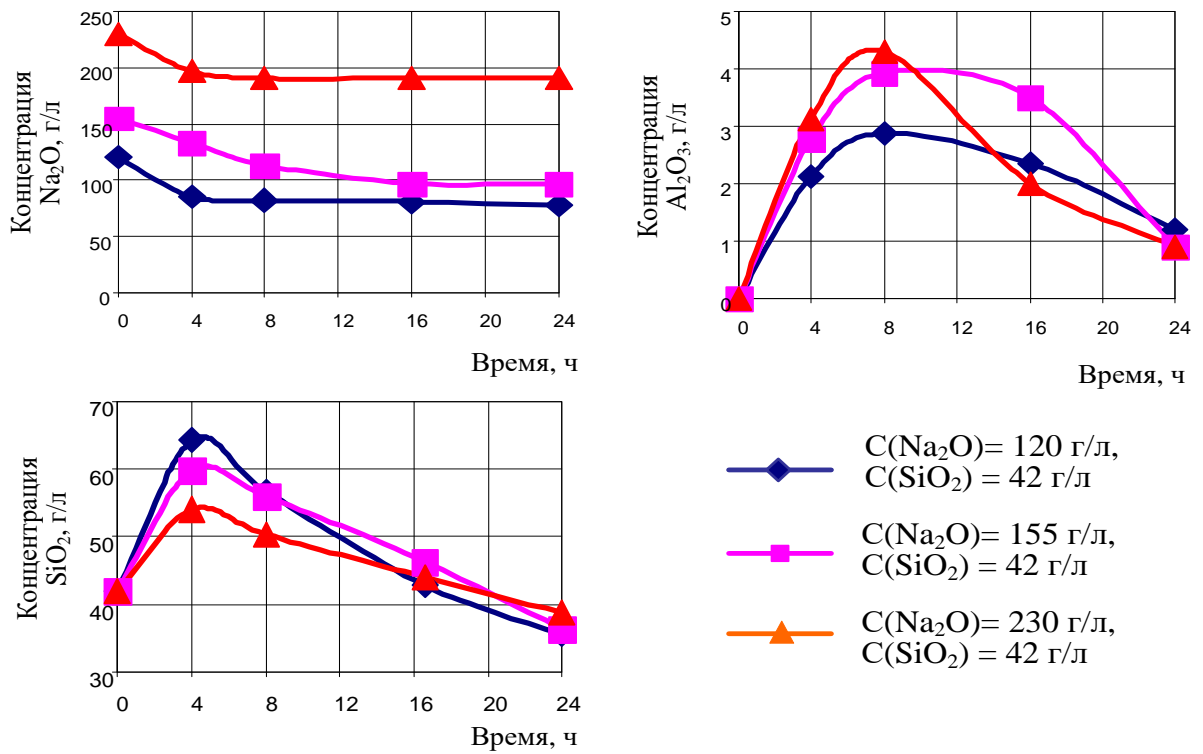 Концентрация
Na₂O, г/л
250
200
150
100
50
0
0 4 8 12 16 20 24
Время, ч
Концентрация
Al₂O₃, г/л
5
4
3
2
1
0
0 4 8 12 16 20 24
Время, ч
Концентрация
SiO₂, г/л
70
60
50
40
30
0 4 8 12 16 20 24
Время, ч
C(Na₂O)= 120 г/л,
C(SiO₂) = 42 г/л
C(Na₂O)= 155 г/л,
C(SiO₂) = 42 г/л
C(Na₂O)= 230 г/л,
C(SiO₂) = 42 г/л